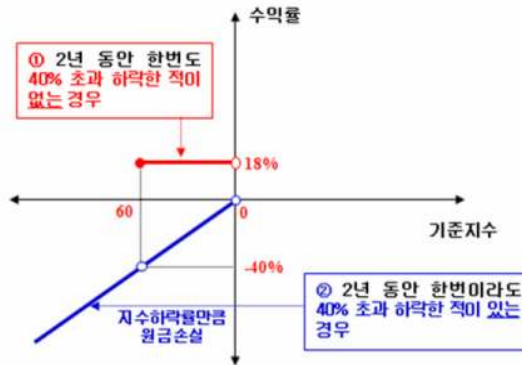 수익률
① 2년 동안 한번도
40% 초과 하락한 적이
없는 경우
18%
60
0
기준지수
-40%
지수하락률만큼
원금손실
② 2년 동안 한번이라도
40% 초과 하락한 적이 있는
경우